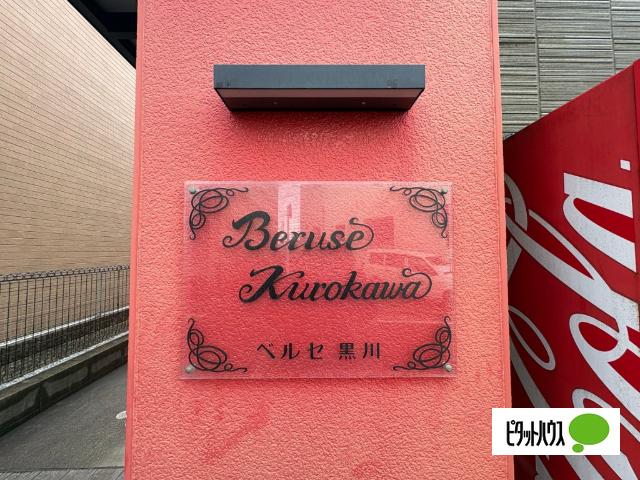 Beruse
Kurokawa
ベルセ 黒川
ピタットハウス